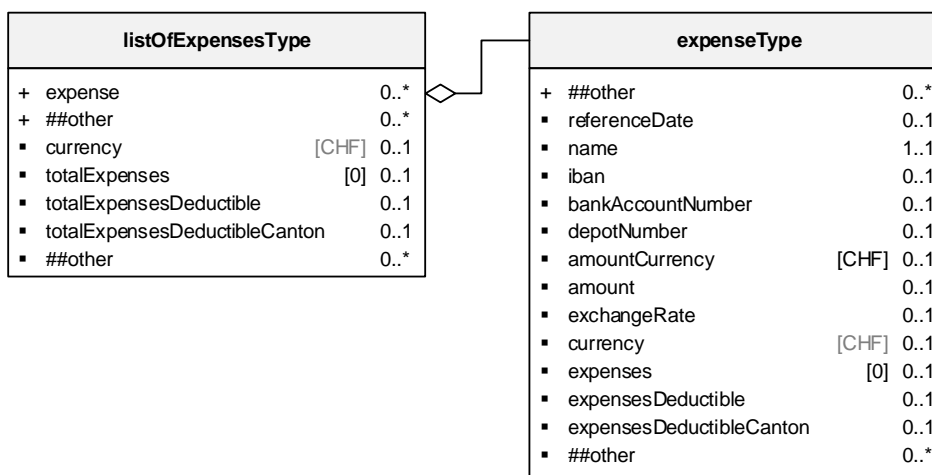 listOfExpensesType
+ expense 0..*
+ ##other 0..*
▪ currency [CHF] 0..1
▪ totalExpenses [0] 0..1
▪ totalExpensesDeductible 0..1
▪ totalExpensesDeductibleCanton 0..1
▪ ##other 0..*
expenseType
+ ##other 0..*
▪ referenceDate 0..1
▪ name 1..1
▪ iban 0..1
▪ bankAccountNumber 0..1
▪ depotNumber 0..1
▪ amountCurrency [CHF] 0..1
▪ amount 0..1
▪ exchangeRate 0..1
▪ currency [CHF] 0..1
▪ expenses [0] 0..1
▪ expensesDeductible 0..1
▪ expensesDeductibleCanton 0..1
▪ ##other 0..*